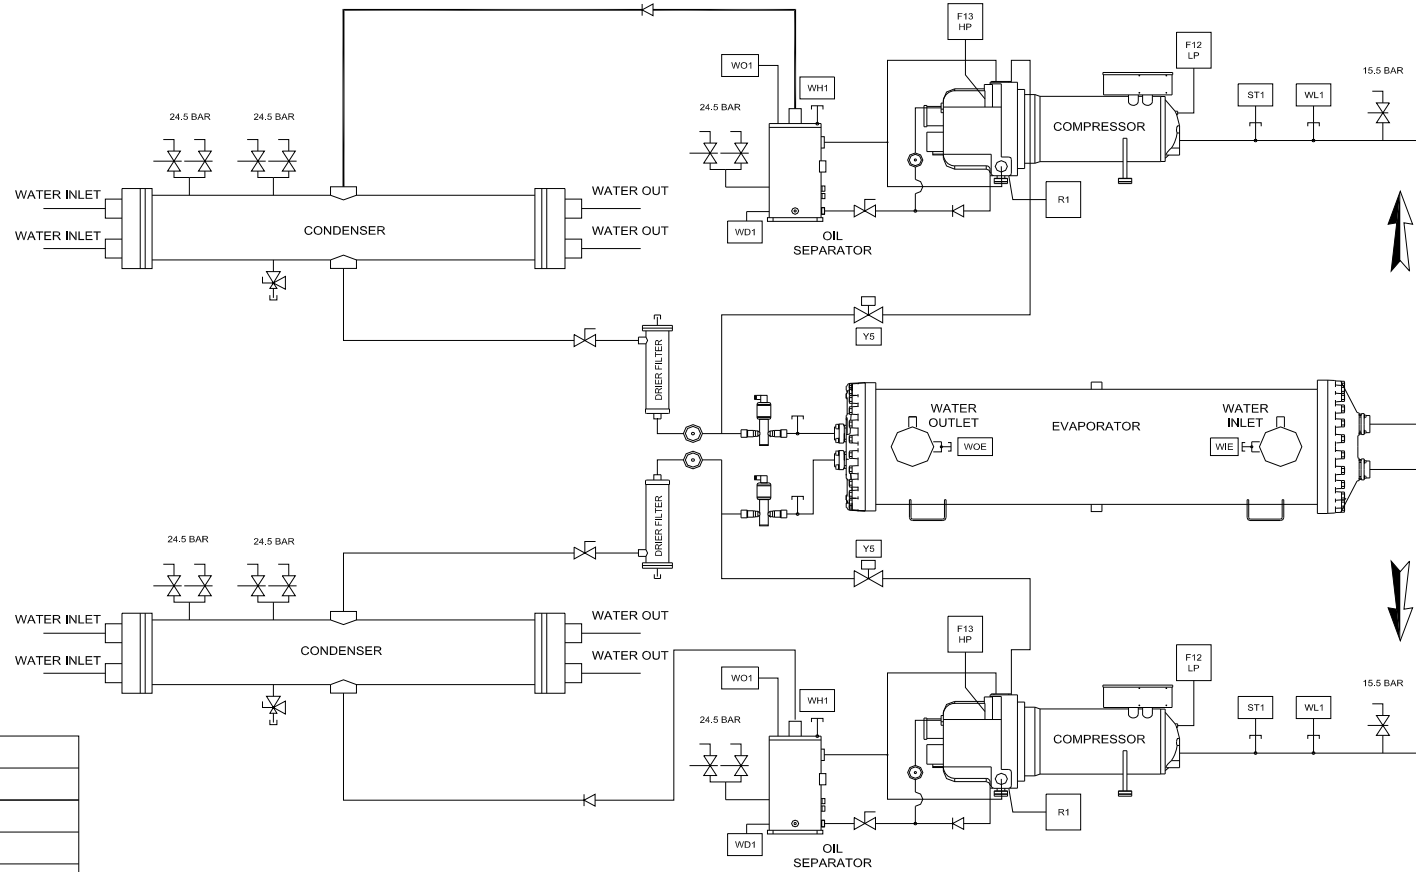 F13
HP
F12
LP
WO1
WH1
15.5 BAR
ST1
WL1
24.5 BAR
24.5 BAR
24.5 BAR
COMPRESSOR
WATER INLET
WATER OUT
R1
WATER INLET
CONDENSER
WATER OUT
WD1
OIL
SEPARATOR
Y5
DRIER FILTER
WATER
OUTLET
EVAPORATOR
WATER
INLET
WOE
WIE
DRIER FILTER
24.5 BAR
24.5 BAR
Y5
WATER INLET
WATER OUT
F13
HP
F12
LP
WATER INLET
CONDENSER
WATER OUT
WO1
WH1
15.5 BAR
ST1
WL1
24.5 BAR
COMPRESSOR
R1
WD1
OIL
SEPARATOR